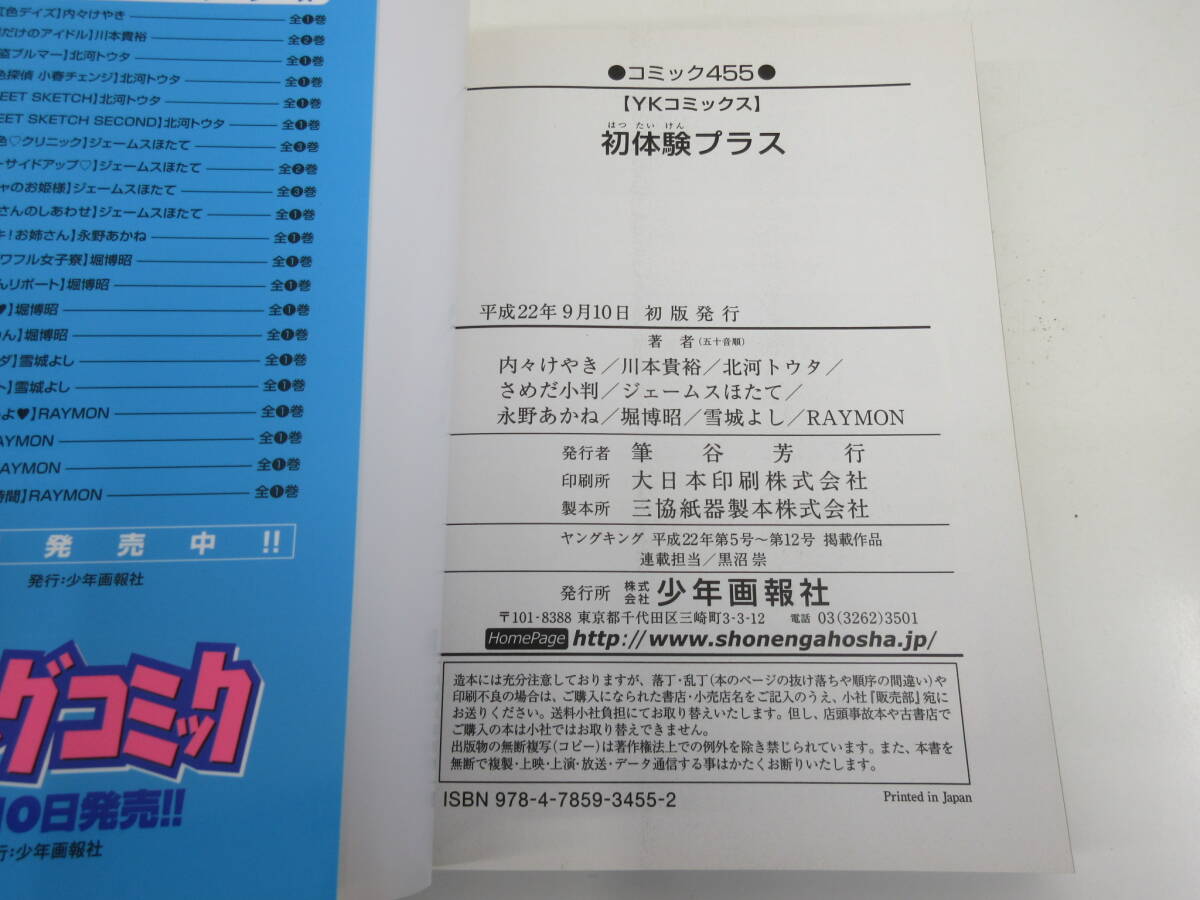 色デイズ】内々けやき 全❶巻
だけのアイドル】川本貴裕 全❷巻
盗ブルマー】北河トウタ 全❶巻
色探偵 小春チェンジ】北河トウタ 全❶巻
EET SKETCH】北河トウタ 全❶巻
EET SKETCH SECOND】北河トウタ 全❶巻
色♡クリニック】ジェームスほたて 全❸巻
ーサイドアップ♡】ジェームスほたて 全❷巻
ャのお姫様】ジェームスほたて 全❸巻
さんのしあわせ】ジェームスほたて 全❶巻
キ!お姉さん】永野あかね 全❶巻
ワフル女子寮】堀博昭 全❶巻
んリポート】堀博昭 全❶巻
♥】堀博昭 全❶巻
ん】堀博昭 全❶巻
ダ】雪城よし 全❶巻
ト】雪城よし 全❶巻
よ♥】RAYMON 全❶巻
AYMON 全❶巻
AYMON 全❶巻
時間】RAYMON 全❶巻
発売中!!
発行:少年画報社
グコミック
10日発売!!
行:少年画報社
●コミック455●
【YKコミックス】
はつ たい けん
初体験プラス
平成22年9月10日 初版発行
著 者(五十音順)
内々けやき/川本貴裕/北河トウタ/
さめだ小判/ジェームスほたて/
永野あかね/堀博昭/雪城よし/RAYMON
発行者 筆谷芳行
印刷所 大日本印刷株式会社
製本所 三協紙器製本株式会社
ヤングキング 平成22年第5号〜第12号 掲載作品
連載担当/黒沼 崇
発行所 株式会社 少年画報社
〒101-8388 東京都千代田区三崎町3-3-12 電話 03(3262)3501
HomePage http://www.shonengahosha.jp/
造本には充分注意しておりますが、落丁・乱丁(本のページの抜け落ちや順序の間違い)や
印刷不良の場合は、ご購入になられた書店・小売店名をご記入のうえ、小社『販売部』宛に
お送りください。送料小社負担にてお取り替えいたします。但し、店頭事故本や古書店で
ご購入の本は小社ではお取り替えできません。
出版物の無断複写(コピー)は著作権法上での例外を除き禁じられています。また、本書を
無断で複製・上映・上演・放送・データ通信する事はかたくお断りいたします。
ISBN 978-4-7859-3455-2
Printed in Japan